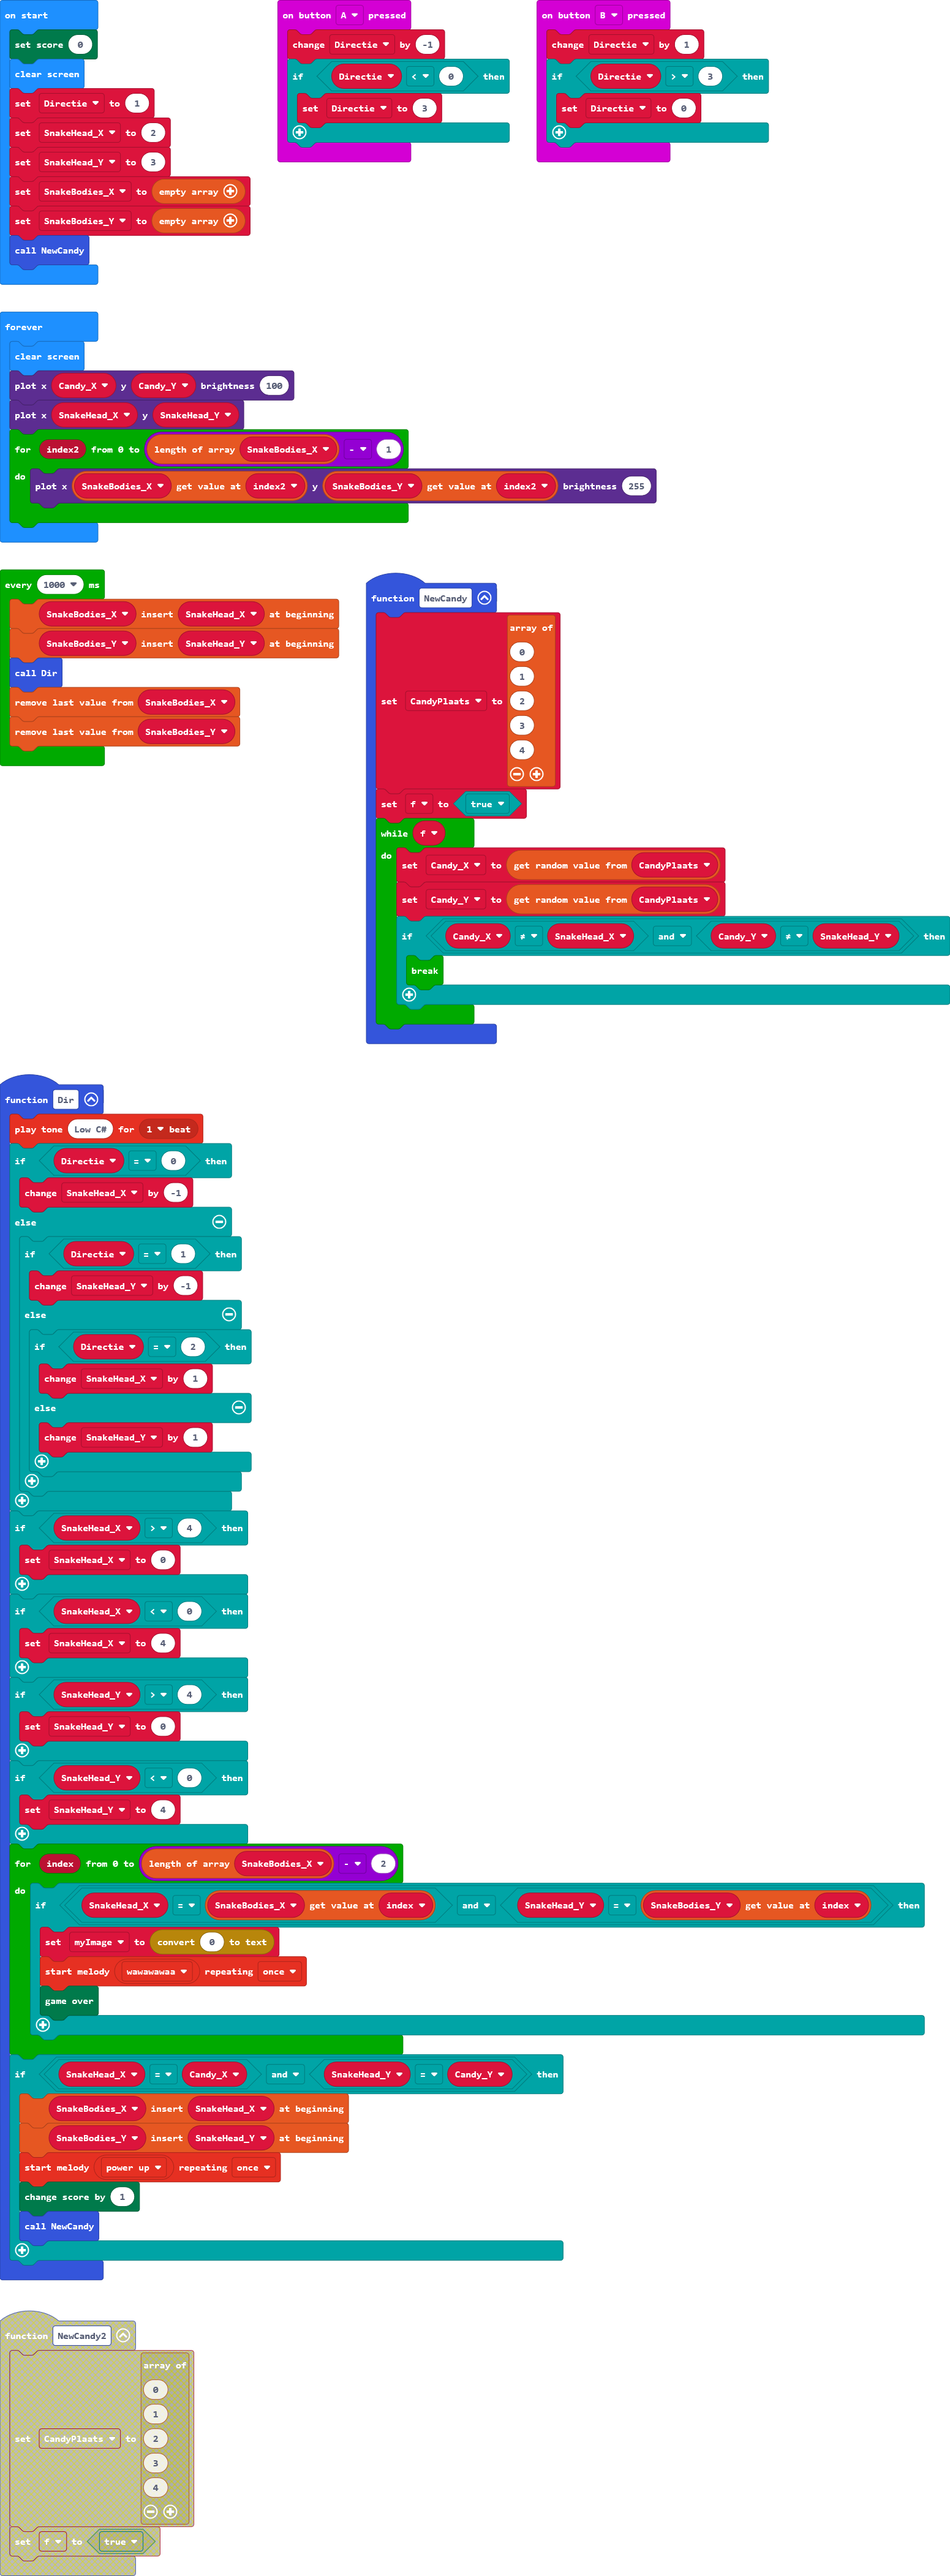 on start
set score 0
clear screen
set Directie to 1
set SnakeHead_X to 2
set SnakeHead_Y to 3
set SnakeBodies_X to empty array
set SnakeBodies_Y to empty array
call NewCandy
on button A pressed
change Directie by -1
if Directie < 0 then
set Directie to 3
on button B pressed
change Directie by 1
if Directie > 3 then
set Directie to 0
forever
clear screen
plot x Candy_X y Candy_Y brightness 100
plot x SnakeHead_X y SnakeHead_Y
for index2 from 0 to length of array SnakeBodies_X - 1
do
plot x SnakeBodies_X get value at index2 y SnakeBodies_Y get value at index2 brightness 255
every 1000 ms
SnakeBodies_X insert SnakeHead_X at beginning
SnakeBodies_Y insert SnakeHead_Y at beginning
call Dir
remove last value from SnakeBodies_X
remove last value from SnakeBodies_Y
function NewCandy
set CandyPlaats to array of
0
1
2
3
4
set f to true
while f
do
set Candy_X to get random value from CandyPlaats
set Candy_Y to get random value from CandyPlaats
if Candy_X ≠ SnakeHead_X and Candy_Y ≠ SnakeHead_Y then
break
function Dir
play tone Low C# for 1 beat
if Directie = 0 then
change SnakeHead_X by -1
else
if Directie = 1 then
change SnakeHead_Y by -1
else
if Directie = 2 then
change SnakeHead_X by 1
else
change SnakeHead_Y by 1
if SnakeHead_X > 4 then
set SnakeHead_X to 0
if SnakeHead_X < 0 then
set SnakeHead_X to 4
if SnakeHead_Y > 4 then
set SnakeHead_Y to 0
if SnakeHead_Y < 0 then
set SnakeHead_Y to 4
for index from 0 to length of array SnakeBodies_X - 2
do
if SnakeHead_X = SnakeBodies_X get value at index and SnakeHead_Y = SnakeBodies_Y get value at index then
set myImage to convert 0 to text
start melody wawawawaa repeating once
game over
if SnakeHead_X = Candy_X and SnakeHead_Y = Candy_Y then
SnakeBodies_X insert SnakeHead_X at beginning
SnakeBodies_Y insert SnakeHead_Y at beginning
start melody power up repeating once
change score by 1
call NewCandy
function NewCandy2
set CandyPlaats to array of
0
1
2
3
4
set f to true